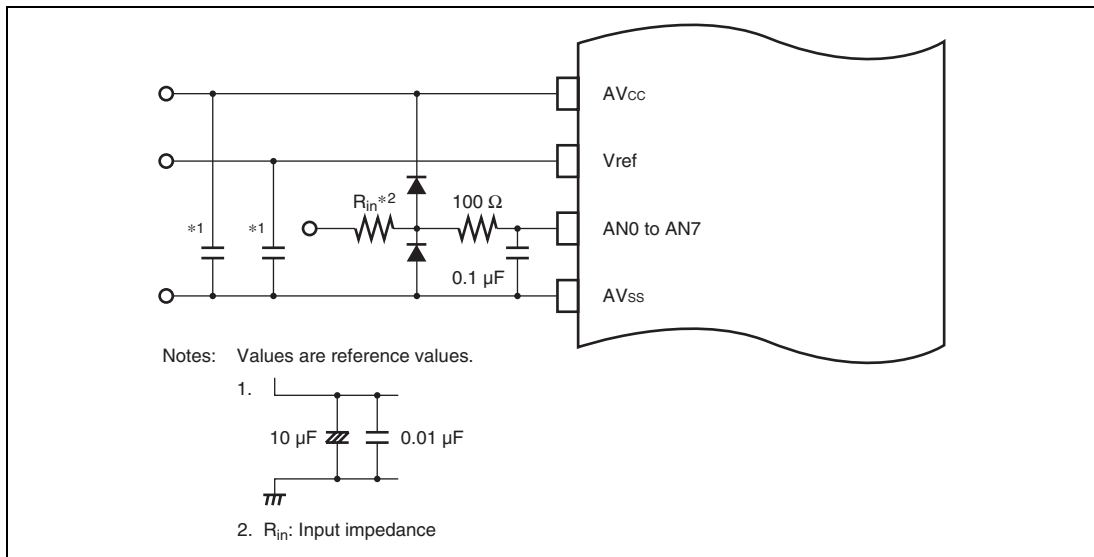 AVCC
Vref
Rin*2
100 Ω
*1
*1
AN0 to AN7
0.1 µF
AVSS
Notes: Values are reference values.
1.
10 µF
0.01 µF
2. Rin: Input impedance